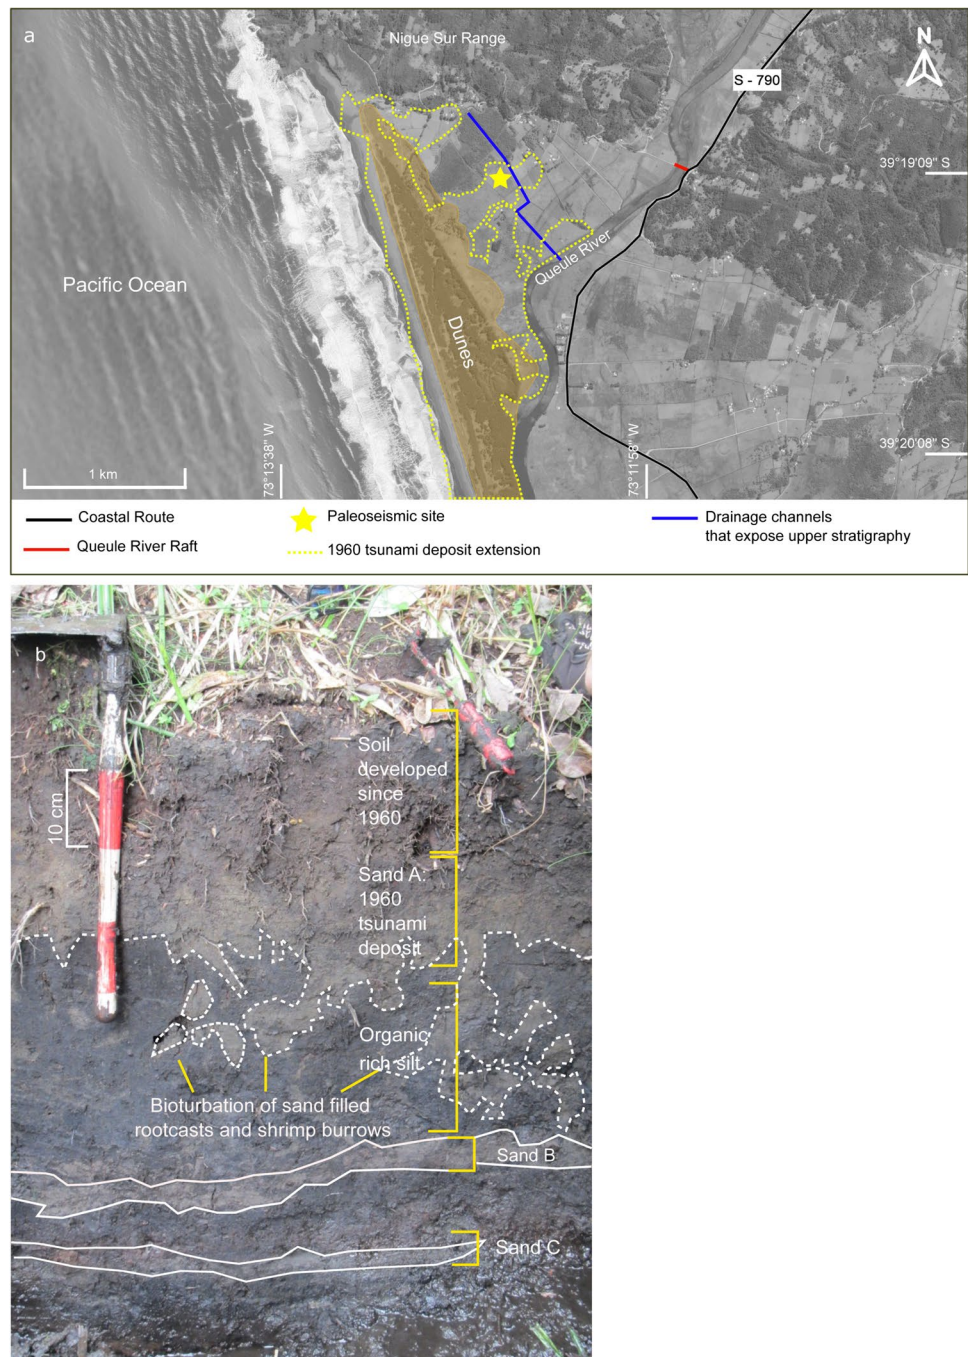 a
Nigue Sur Range
N
S - 790
39°19'09" S
Queule River
Pacific Ocean
Dunes
73°13'38" W
73°11'58" W
39°20'08" S
1 km
Coastal Route
Queule River Raft
Paleoseismic site
1960 tsunami deposit extension
Drainage channels
that expose upper stratigraphy
b
10 cm
Soil
developed
since
1960
Sand A:
1960
tsunami
deposit
Organic
rich silt
Bioturbation of sand filled
rootcasts and shrimp burrows
Sand B
Sand C